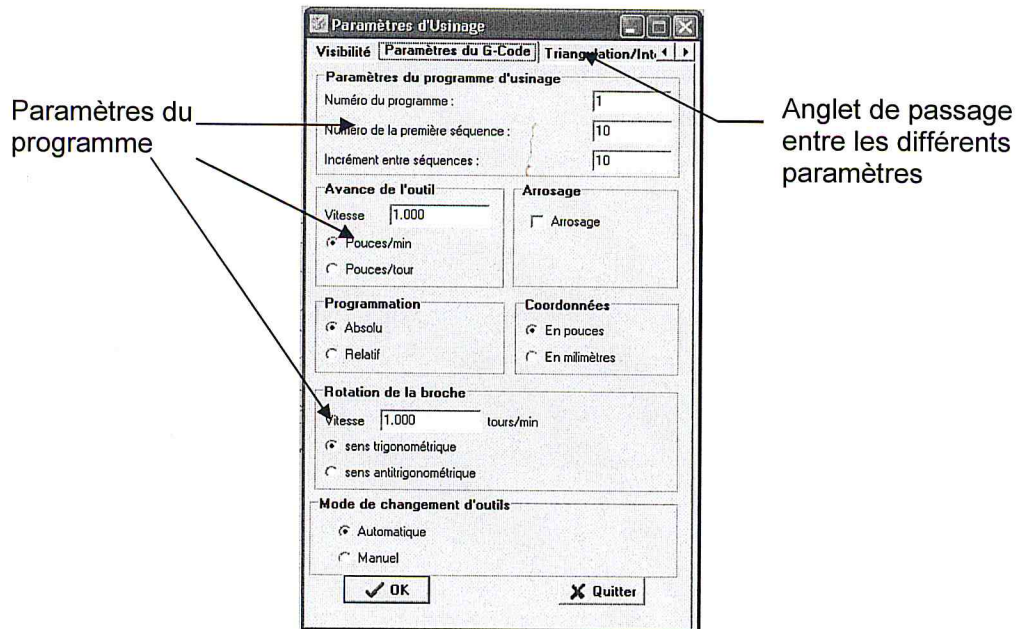 Paramètres d'Usinage
Visibilité Paramètres du G-Code Triangulation/Int
Paramètres du programme d'usinage
Numéro du programme : 1
Numéro de la première séquence : 10
Incrément entre séquences : 10
Paramètres du
programme
Anglet de passage
entre les différents
paramètres
Avance de l'outil
Vitesse 1.000
Pouces/min
Pouces/tour
Arrosage
Arrosage
Programmation
Absolu
Relatif
Coordonnées
En pouces
En milimètres
Rotation de la broche
Vitesse 1.000 tours/min
sens trigonométrique
sens antitrigonométrique
Mode de changement d'outils
Automatique
Manuel
OK
Quitter